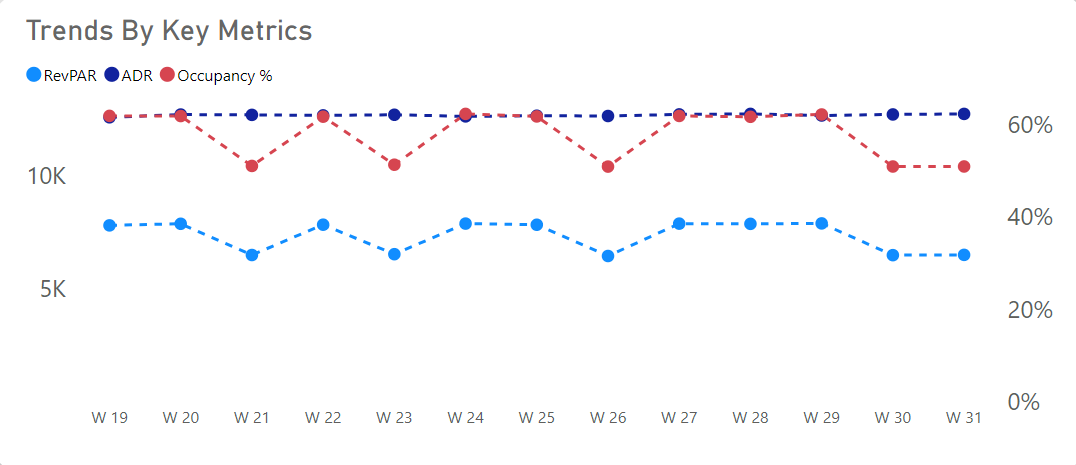 Trends By Key Metrics
RevPAR ADR Occupancy %
60%
10K
40%
5K
20%
0%
W 19 W 20 W 21 W 22 W 23 W 24 W 25 W 26 W 27 W 28 W 29 W 30 W 31